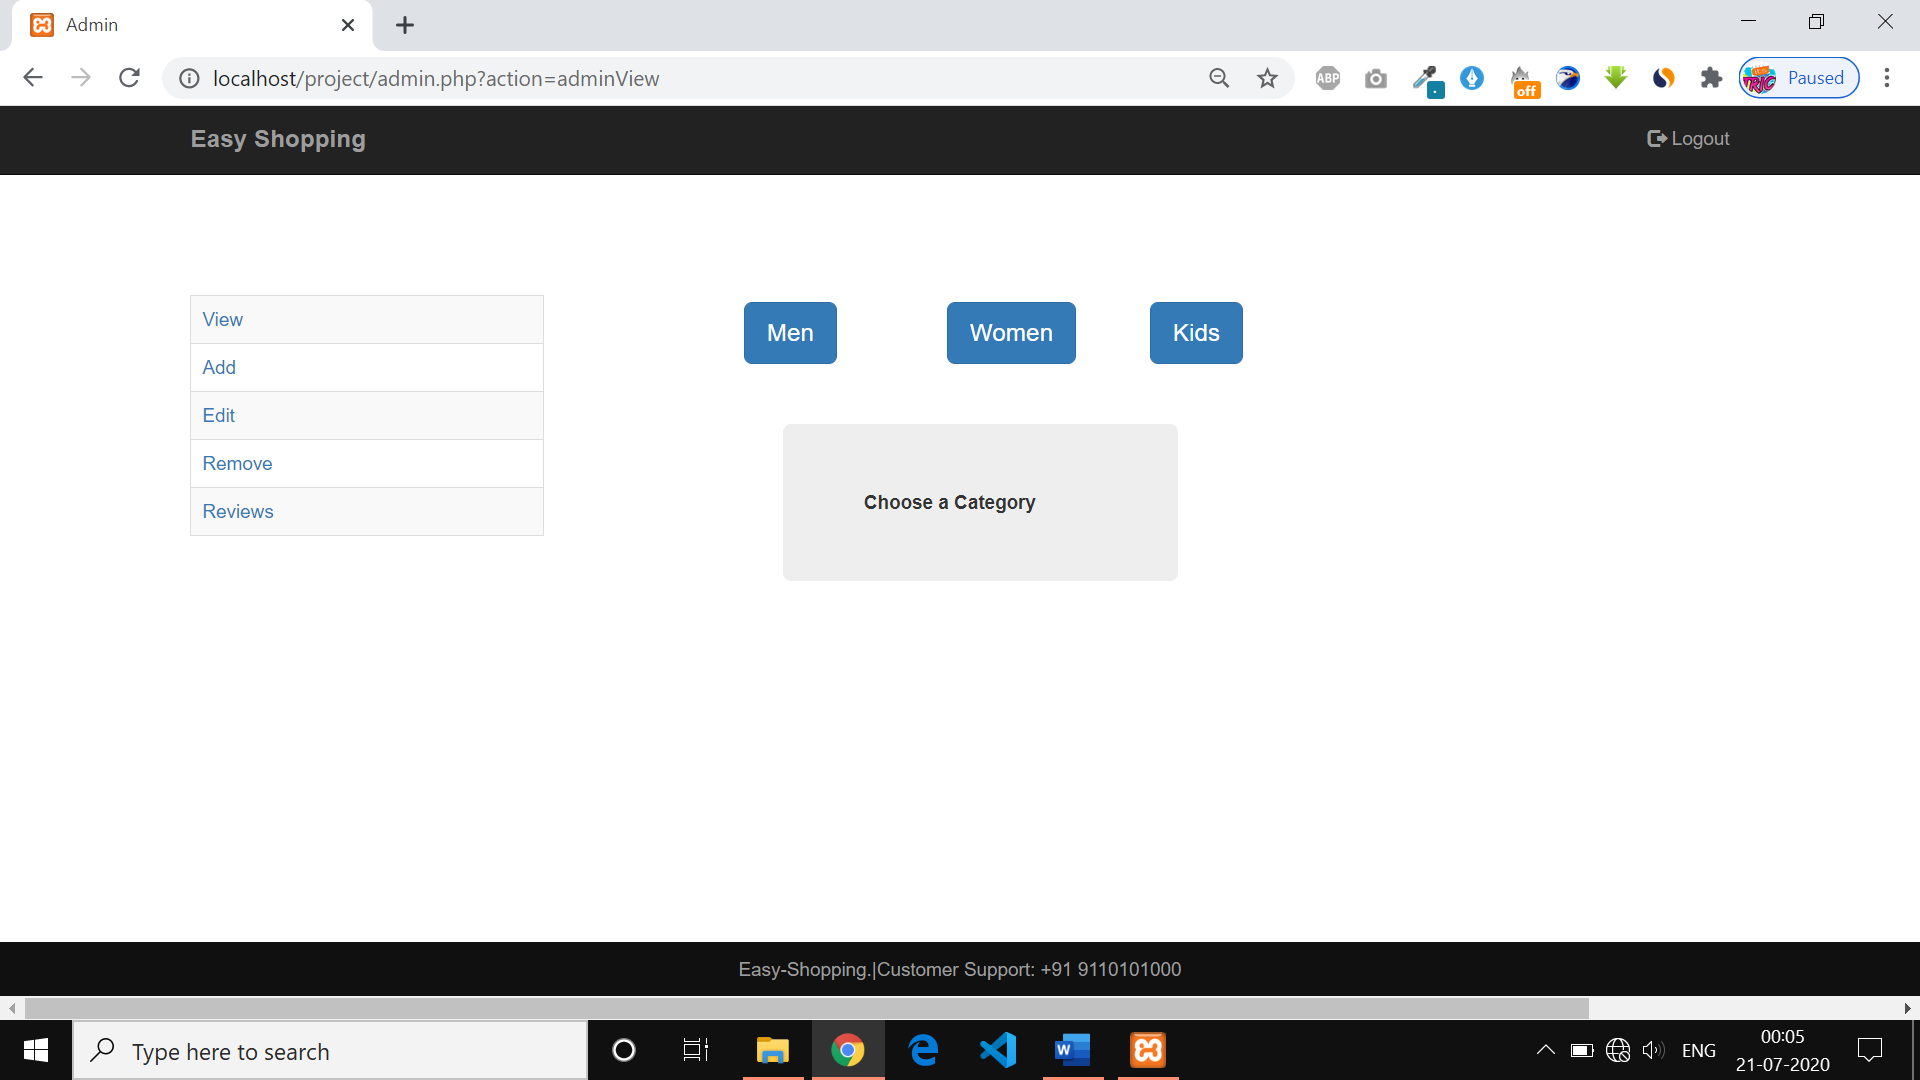 Admin
localhost/project/admin.php?action=adminView
ABP
off
TRIC
Paused
Easy Shopping
Logout
View
Add
Edit
Remove
Reviews
Men
Women
Kids
Choose a Category
Easy-Shopping.|Customer Support: +91 9110101000
Type here to search
W
ENG
00:05
21-07-2020